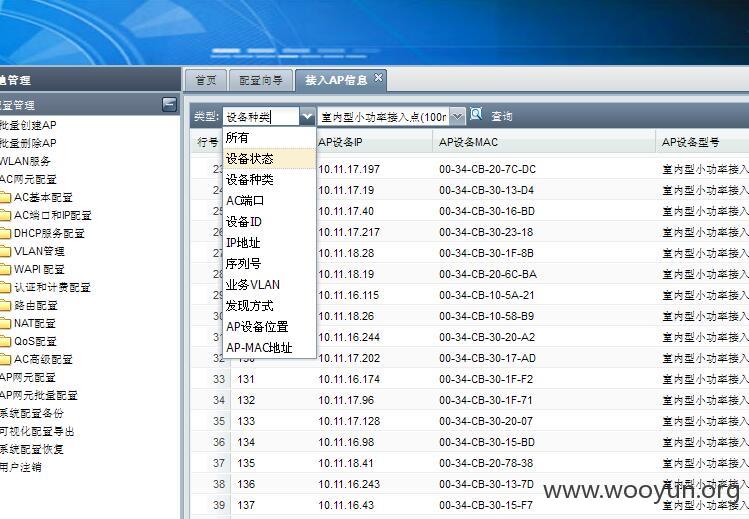 地管理
配置管理
批量创建AP
批量删除AP
WLAN服务
AC网元配置
AC基本配置
AC端口和IP配置
DHCP服务配置
VLAN管理
WAPI配置
认证和计费配置
路由配置
NAT配置
QoS配置
AC高级配置
AP网元配置
AP网元批量配置
系统配置备份
可视化配置导出
系统配置恢复
用户注销
首页 配置向导 接入AP信息
类型: 设备种类 室内型小功率接入点(100m 查询
所有
设备状态
设备种类
AC端口
设备ID
IP地址
序列号
业务VLAN
发现方式
AP设备位置
AP-MAC地址
行号 AP设备IP AP设备MAC AP设备型号
23 10.11.17.197 00-34-CB-20-7C-DC 室内型小功率接入
24 10.11.17.19 00-34-CB-30-13-D4 室内型小功率接入
25 10.11.17.40 00-34-CB-30-16-BD 室内型小功率接入
26 10.11.17.217 00-34-CB-30-23-18 室内型小功率接入
27 10.11.18.28 00-34-CB-30-1F-8B 室内型小功率接入
28 10.11.18.19 00-34-CB-20-6C-BA 室内型小功率接入
29 10.11.16.115 00-34-CB-10-5A-21 室内型小功率接入
30 10.11.18.26 00-34-CB-10-58-B9 室内型小功率接入
31 10.11.16.244 00-34-CB-30-20-A2 室内型小功率接入
32 130 10.11.17.202 00-34-CB-30-17-AD 室内型小功率接入
33 131 10.11.16.174 00-34-CB-30-1F-F2 室内型小功率接入
34 132 10.11.17.96 00-34-CB-30-1F-71 室内型小功率接入
35 133 10.11.17.128 00-34-CB-30-20-07 室内型小功率接入
36 134 10.11.16.98 00-34-CB-30-15-BD 室内型小功率接入
37 135 10.11.18.41 00-34-CB-20-78-38 室内型小功率接入
38 136 10.11.16.243 00-34-CB-30-13-7D 室内型小功率接入
39 137 10.11.16.43 00-34-CB-30-15-F7 室内型小功率接入
www.wooyun.org